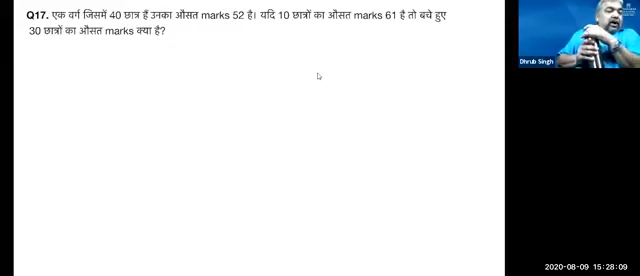 Q17. एक वर्ग जिसमें 40 छात्र हैं उनका औसत marks 52 है। यदि 10 छात्रों का औसत marks 61 है तो बचे हुए
30 छात्रों का औसत marks क्या है?
Dhrub Singh
2020-08-09 15:28:09